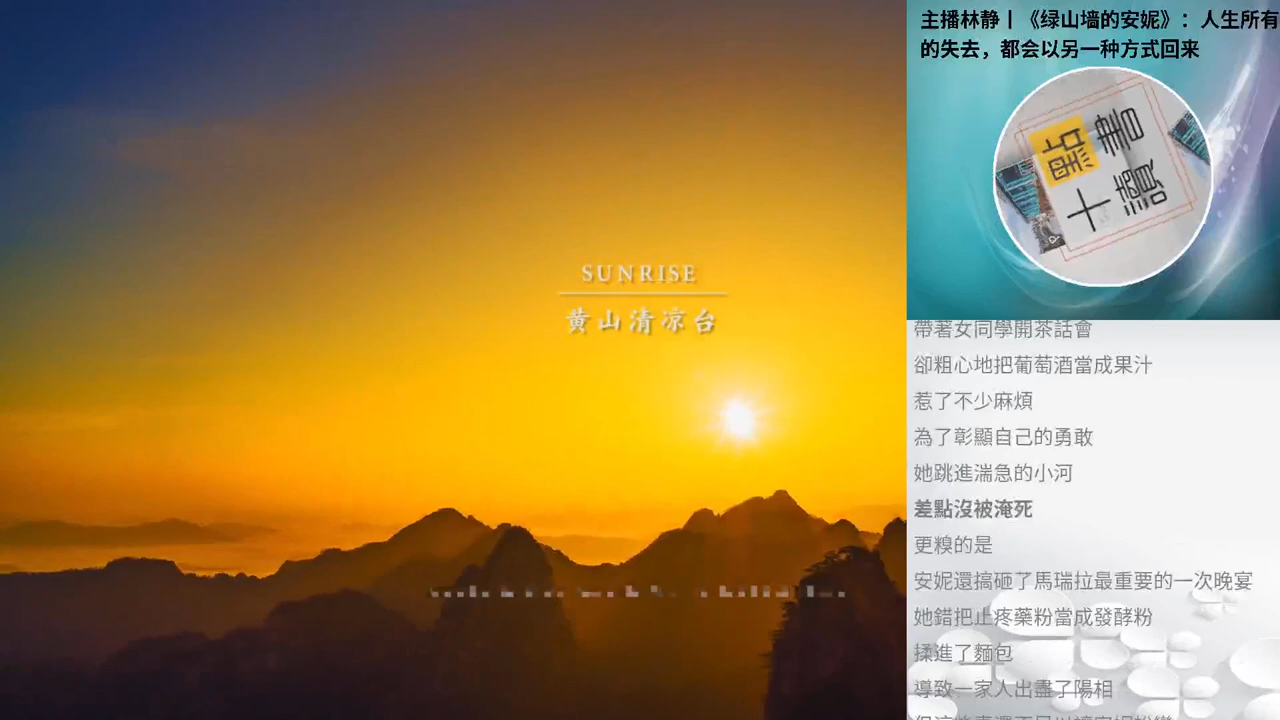 SUNRISE
黄山清凉台
主播林静丨《绿山墙的安妮》：人生所有
的失去，都会以另一种方式回来
十點
讀書
帶著女同學開茶話會
卻粗心地把葡萄酒當成果汁
惹了不少麻煩
為了彰顯自己的勇敢
她跳進湍急的小河
差點沒被淹死
更糗的是
安妮還搞砸了馬瑞拉最重要的一次晚宴
她錯把止疼藥粉當成發酵粉
揉進了麵包
導致一家人出盡了陽相